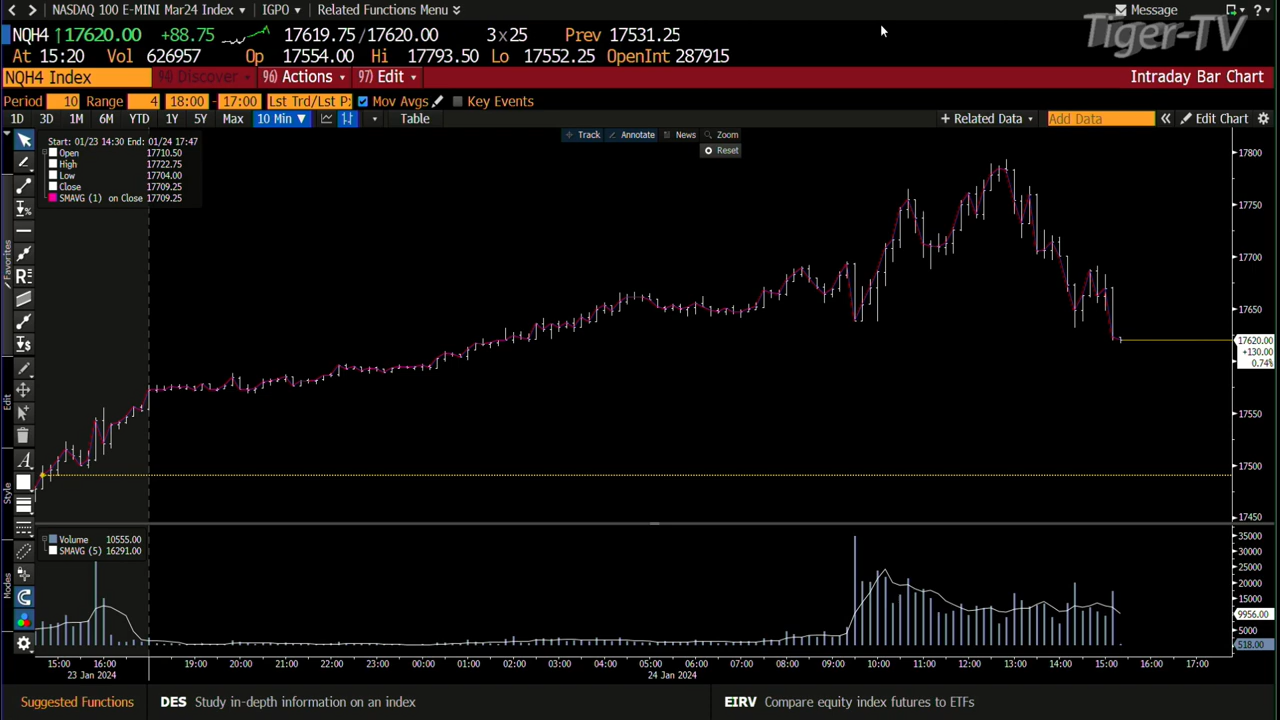 NASDAQ 100 E-MINI Mar24 Index IGPO Related Functions Menu Message
Tiger-TV
NQH4 17620.00 +88.75 17619.75/17620.00 3x25 Prev 17531.25
At 15:20 Vol 626957 Op 17554.00 Hi 17793.50 Lo 17552.25 OpenInt 287915
NQH4 Index 94) Discover 96) Actions 97) Edit Intraday Bar Chart
Period 10 Range 4 18:00 - 17:00 Lst Trd/Lst P: Mov Avgs Key Events
1D 3D 1M 6M YTD 1Y 5Y Max 10 Min Table + Related Data Add Data Edit Chart
Track Annotate News Zoom
Reset
Start: 01/23 14:30 End: 01/24 17:47
Open 17710.50
High 17722.75
Low 17704.00
Close 17709.25
SMAVG (1) on Close 17709.25
Favorites
Edit
Style
Modes
17800
17750
17700
17650
17620.00
+130.00
0.74%
17550
17500
17450
Volume 10555.00
SMAVG (5) 16291.00
35000
30000
25000
20000
15000
9956.00
5000
518.00
15:00 16:00 19:00 20:00 21:00 22:00 23:00 00:00 01:00 02:00 03:00 04:00 05:00 06:00 07:00 08:00 09:00 10:00 11:00 12:00 13:00 14:00 15:00 16:00 17:00
23 Jan 2024 24 Jan 2024
Suggested Functions DES Study in-depth information on an index EIRV Compare equity index futures to ETFs